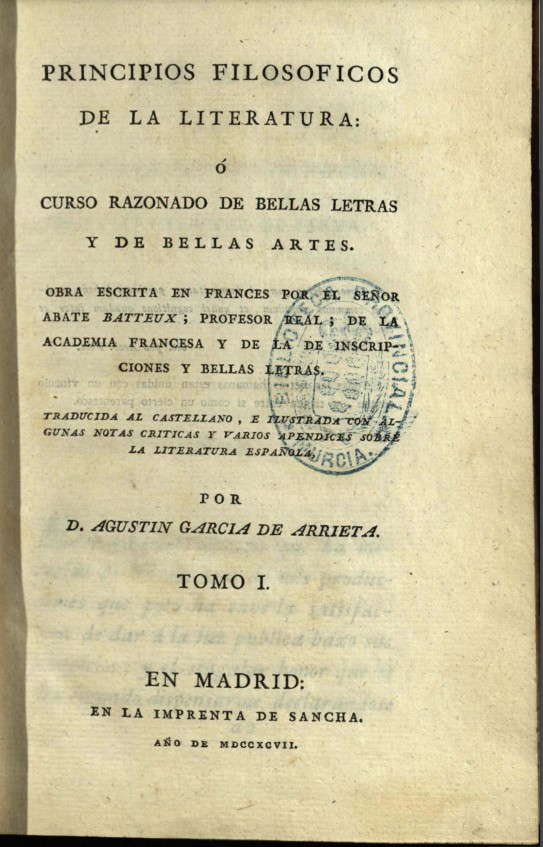 PRINCIPIOS FILOSOFICOS
DE LA LITERATURA:
Ó
CURSO RAZONADO DE BELLAS LETRAS
Y DE BELLAS ARTES.
OBRA ESCRITA EN FRANCES POR EL SEÑOR
ABATE BATTEUX; PROFESOR REAL; DE LA
ACADEMIA FRANCESA Y DE LA DE INSCRIP-
CIONES Y BELLAS LETRAS.
TRADUCIDA AL CASTELLANO, E ILUSTRADA CON AL-
GUNAS NOTAS CRITICAS Y VARIOS APENDICES SOBRE
LA LITERATURA ESPAÑOLA,
POR
D. AGUSTIN GARCIA DE ARRIETA.
TOMO I.
EN MADRID:
EN LA IMPRENTA DE SANCHA.
AÑO DE MDCCXCVII.
BIBLIOTECA PROVINCIAL
MURCIA.